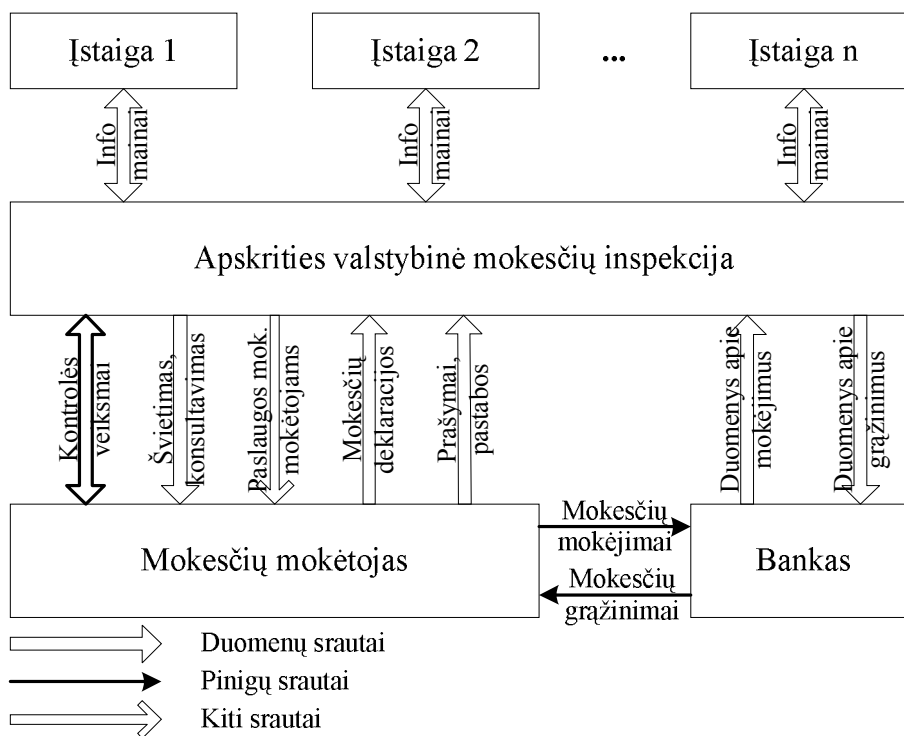 Įstaiga 1
Įstaiga 2
...
Įstaiga n
Info
mainai
Info
mainai
Info
mainai
Apskrities valstybinė mokesčių inspekcija
Kontrolės
veiksmai
Švietimas,
konsultavimas
Paslaugos mok.
mokėtojams
Mokesčių
deklaracijos
Prašymai,
pastabos
Duomenys apie
mokėjimus
Duomenys apie
grąžinimus
Mokesčių mokėtojas
Mokesčių
mokėjimai
Mokesčių
grąžinimai
Bankas
Duomenų srautai
Pinigų srautai
Kiti srautai